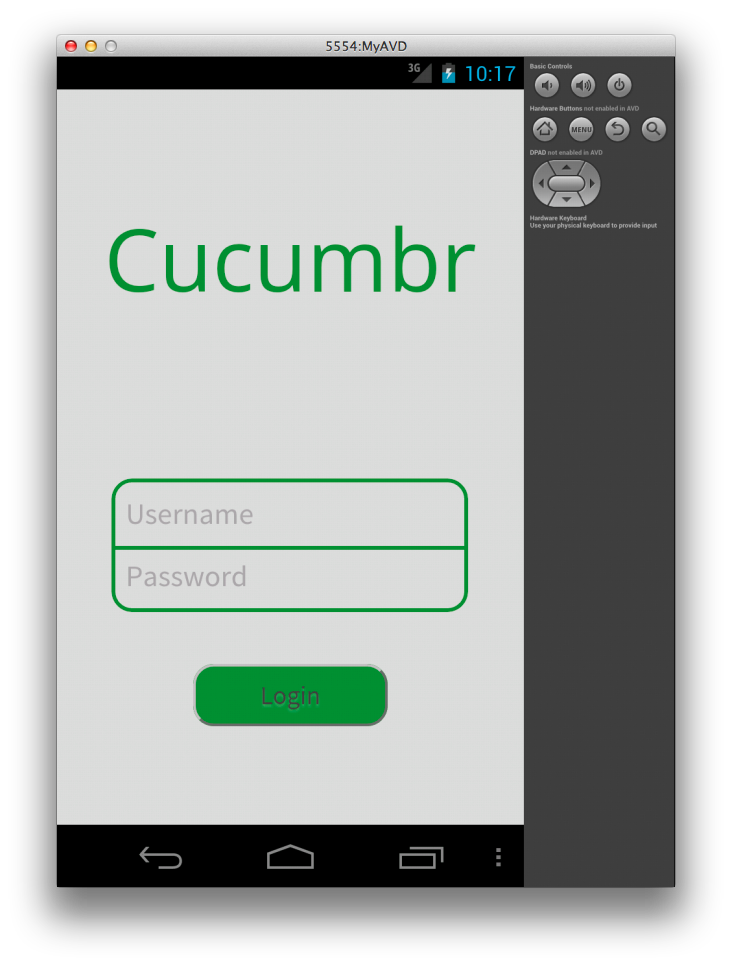 5554:MyAVD
3G 10:17
Cucumbr
Username
Password
Login
Basic Controls
Hardware Buttons not enabled in AVD
MENU
DPAD not enabled in AVD
Hardware Keyboard
Use your physical keyboard to provide input